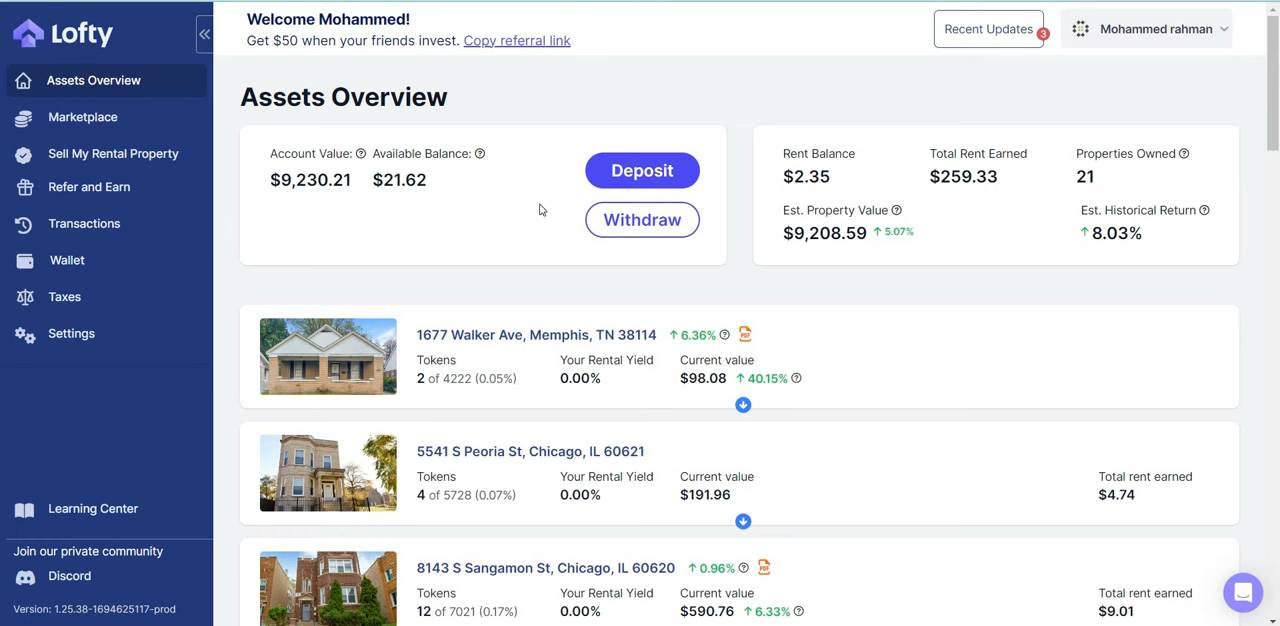 Lofty
Assets Overview
Marketplace
Sell My Rental Property
Refer and Earn
Transactions
Wallet
Taxes
Settings
Learning Center
Join our private community
Discord
Version: 1.25.38-1694625117-prod
Welcome Mohammed!
Get $50 when your friends invest. Copy referral link
Recent Updates 3
Mohammed rahman
Assets Overview
Account Value: Available Balance:
$9,230.21 $21.62
Deposit
Withdraw
Rent Balance Total Rent Earned Properties Owned
$2.35 $259.33 21
Est. Property Value Est. Historical Return
$9,208.59 5.07% 8.03%
1677 Walker Ave, Memphis, TN 38114 6.36% PDF
Tokens Your Rental Yield Current value
2 of 4222 (0.05%) 0.00% $98.08 40.15%
5541 S Peoria St, Chicago, IL 60621
Tokens Your Rental Yield Current value Total rent earned
4 of 5728 (0.07%) 0.00% $191.96 $4.74
8143 S Sangamon St, Chicago, IL 60620 0.96% PDF
Tokens Your Rental Yield Current value Total rent earned
12 of 7021 (0.17%) 0.00% $590.76 6.33% $9.01